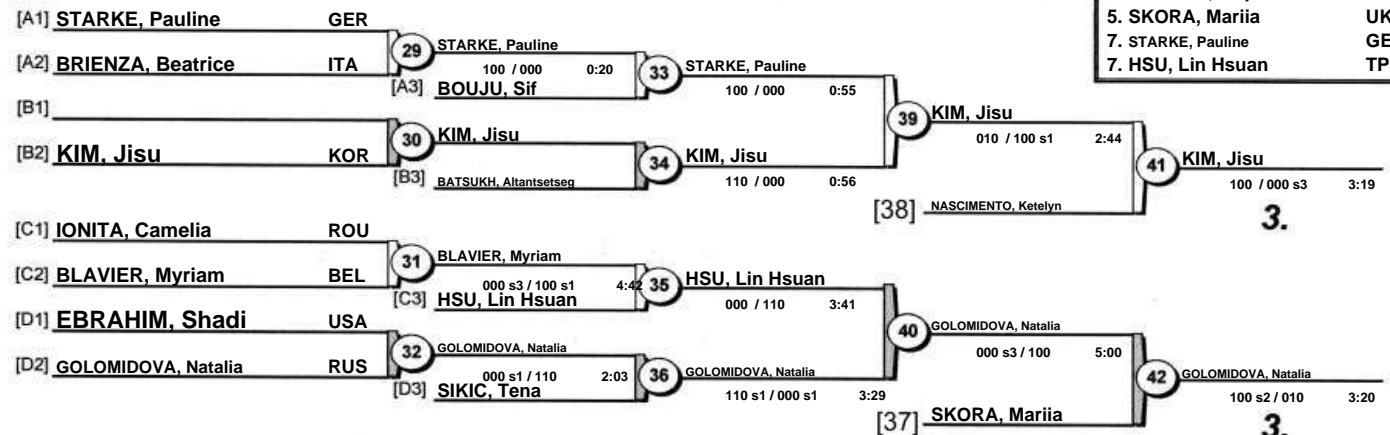 5. SKORA, Mariia UK
7. STARKE, Pauline GE
7. HSU, Lin Hsuan TP
[A1] STARKE, Pauline GER
[A2] BRIENZA, Beatrice ITA
29 STARKE, Pauline
100 / 000 0:20
[A3] BOUJU, Sif
33 STARKE, Pauline
100 / 000 0:55
[B1]
[B2] KIM, Jisu KOR
30 KIM, Jisu
[B3] BATSUKH, Altantsetseg
34 KIM, Jisu
110 / 000 0:56
39 KIM, Jisu
010 / 100 s1 2:44
[38] NASCIMENTO, Ketelyn
41 KIM, Jisu
100 / 000 s3 3:19
3.
[C1] IONITA, Camelia ROU
[C2] BLAVIER, Myriam BEL
31 BLAVIER, Myriam
000 s3 / 100 s1 4:42
[C3] HSU, Lin Hsuan
35 HSU, Lin Hsuan
000 / 110 3:41
[D1] EBRAHIM, Shadi USA
[D2] GOLOMIDOVA, Natalia RUS
32 GOLOMIDOVA, Natalia
000 s1 / 110 2:03
[D3] SIKIC, Tena
36 GOLOMIDOVA, Natalia
110 s1 / 000 s1 3:29
40 GOLOMIDOVA, Natalia
000 s3 / 100 5:00
[37] SKORA, Mariia
42 GOLOMIDOVA, Natalia
100 s2 / 010 3:20
3.